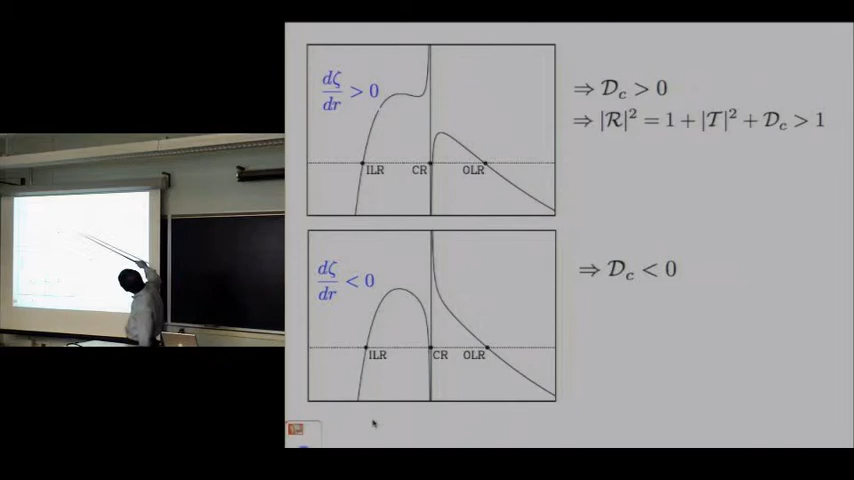 dζ/dr > 0
ILR CR OLR
⇒ 𝒟_c > 0
⇒ |ℛ|² = 1 + |𝒯|² + 𝒟_c > 1
dζ/dr < 0
ILR CR OLR
⇒ 𝒟_c < 0